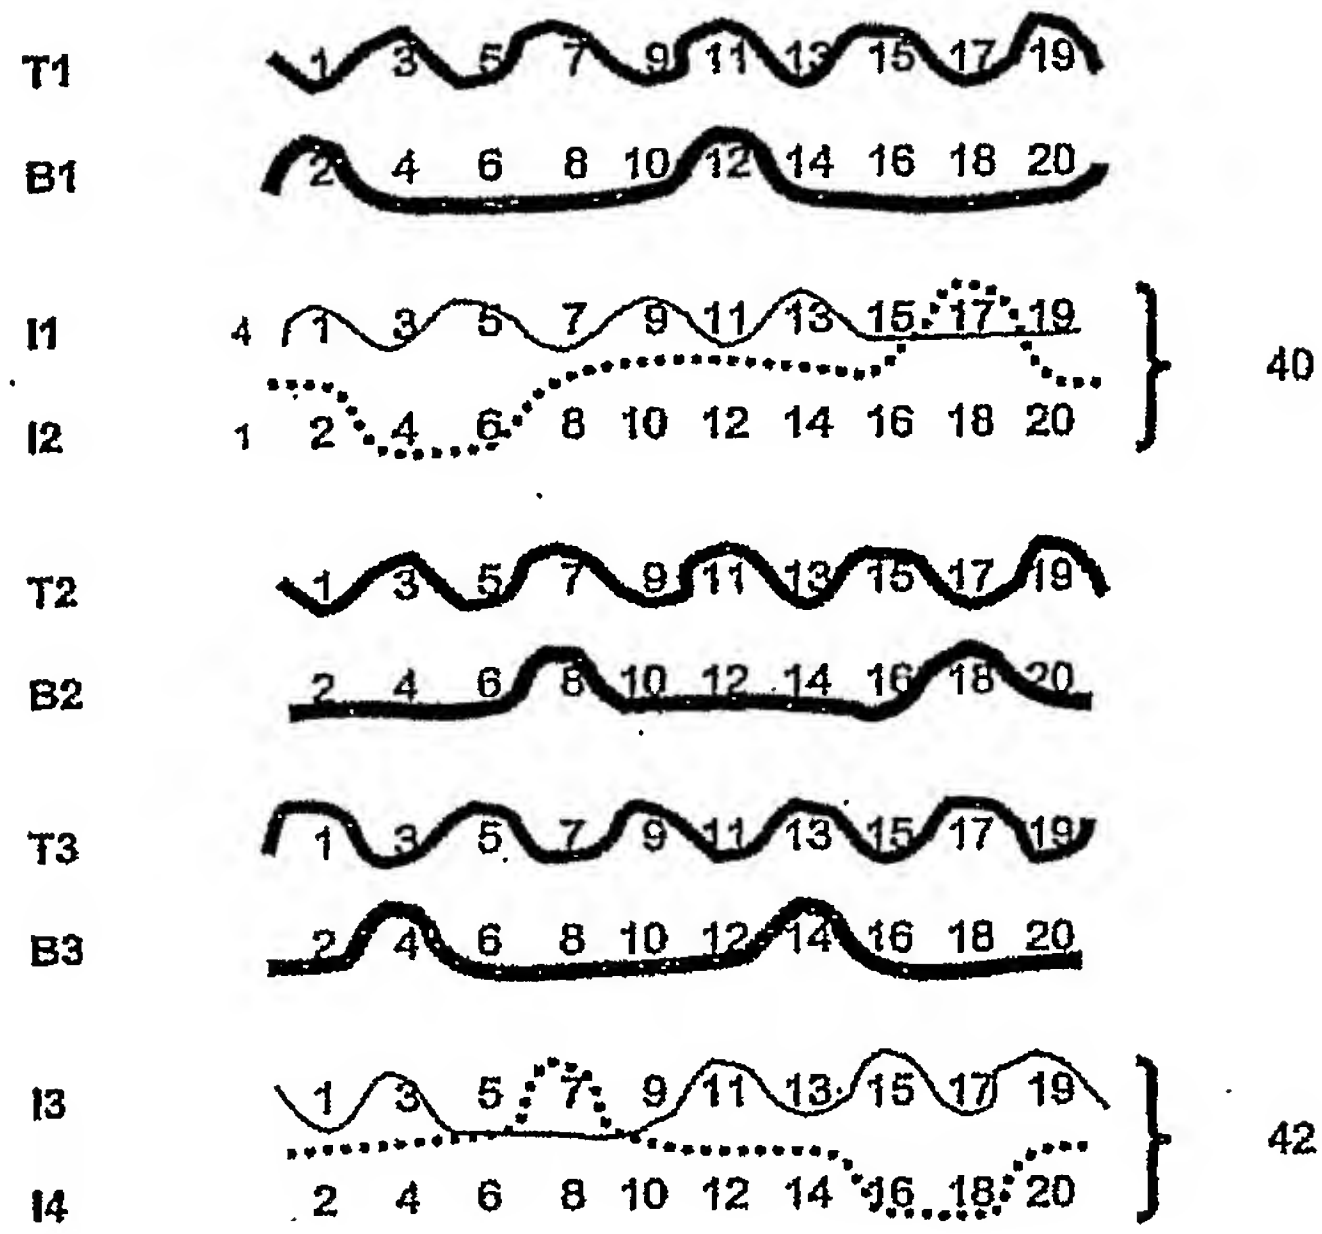 T1 1 3 5 7 9 11 13 15 17 19
B1 2 4 6 8 10 12 14 16 18 20
I1 4 1 3 5 7 9 11 13 15 17 19
40
I2 1 2 4 6 8 10 12 14 16 18 20
T2 1 3 5 7 9 11 13 15 17 19
B2 2 4 6 8 10 12 14 16 18 20
T3 1 3 5 7 9 11 13 15 17 19
B3 2 4 6 8 10 12 14 16 18 20
I3 1 3 5 7 9 11 13 15 17 19
42
I4 2 4 6 8 10 12 14 16 18 20